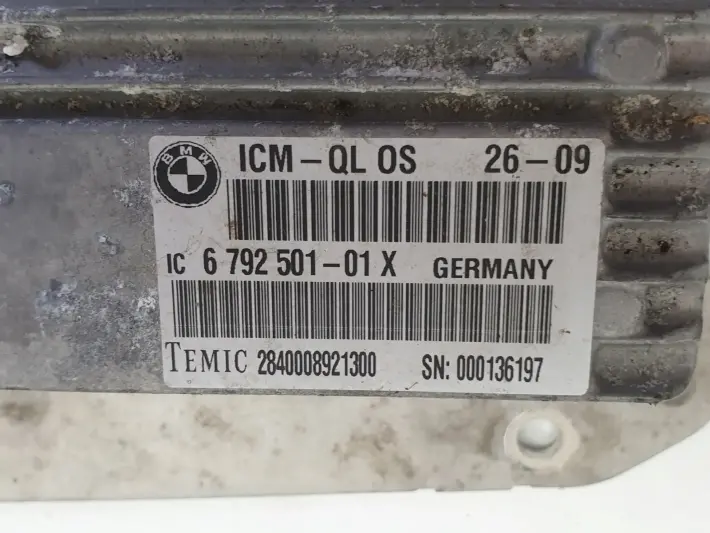 BMW
ICM-QL OS 26-09
IC 6 792 501-01 X GERMANY
TEMIC 2840008921300 SN: 000136197